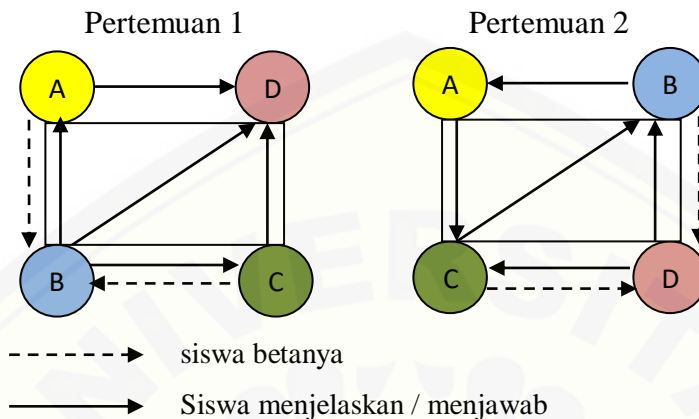 Pertemuan 1
Pertemuan 2
A
D
A
B
B
C
C
D
siswa betanya
Siswa menjelaskan / menjawab